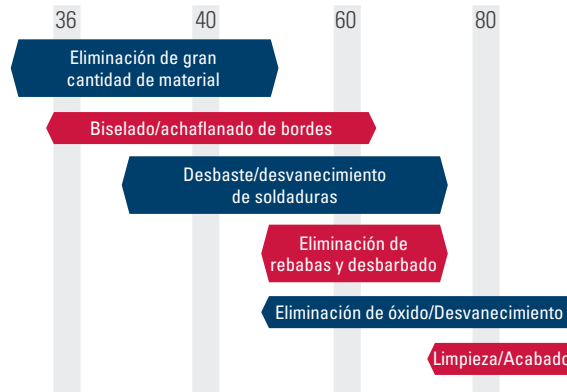 36 40 60 80
Eliminación de gran
cantidad de material
Biselado/achaflanado de bordes
Desbaste/desvanecimiento
de soldaduras
Eliminación de
rebabas y desbarbado
Eliminación de óxido/Desvanecimiento
Limpieza/Acabado